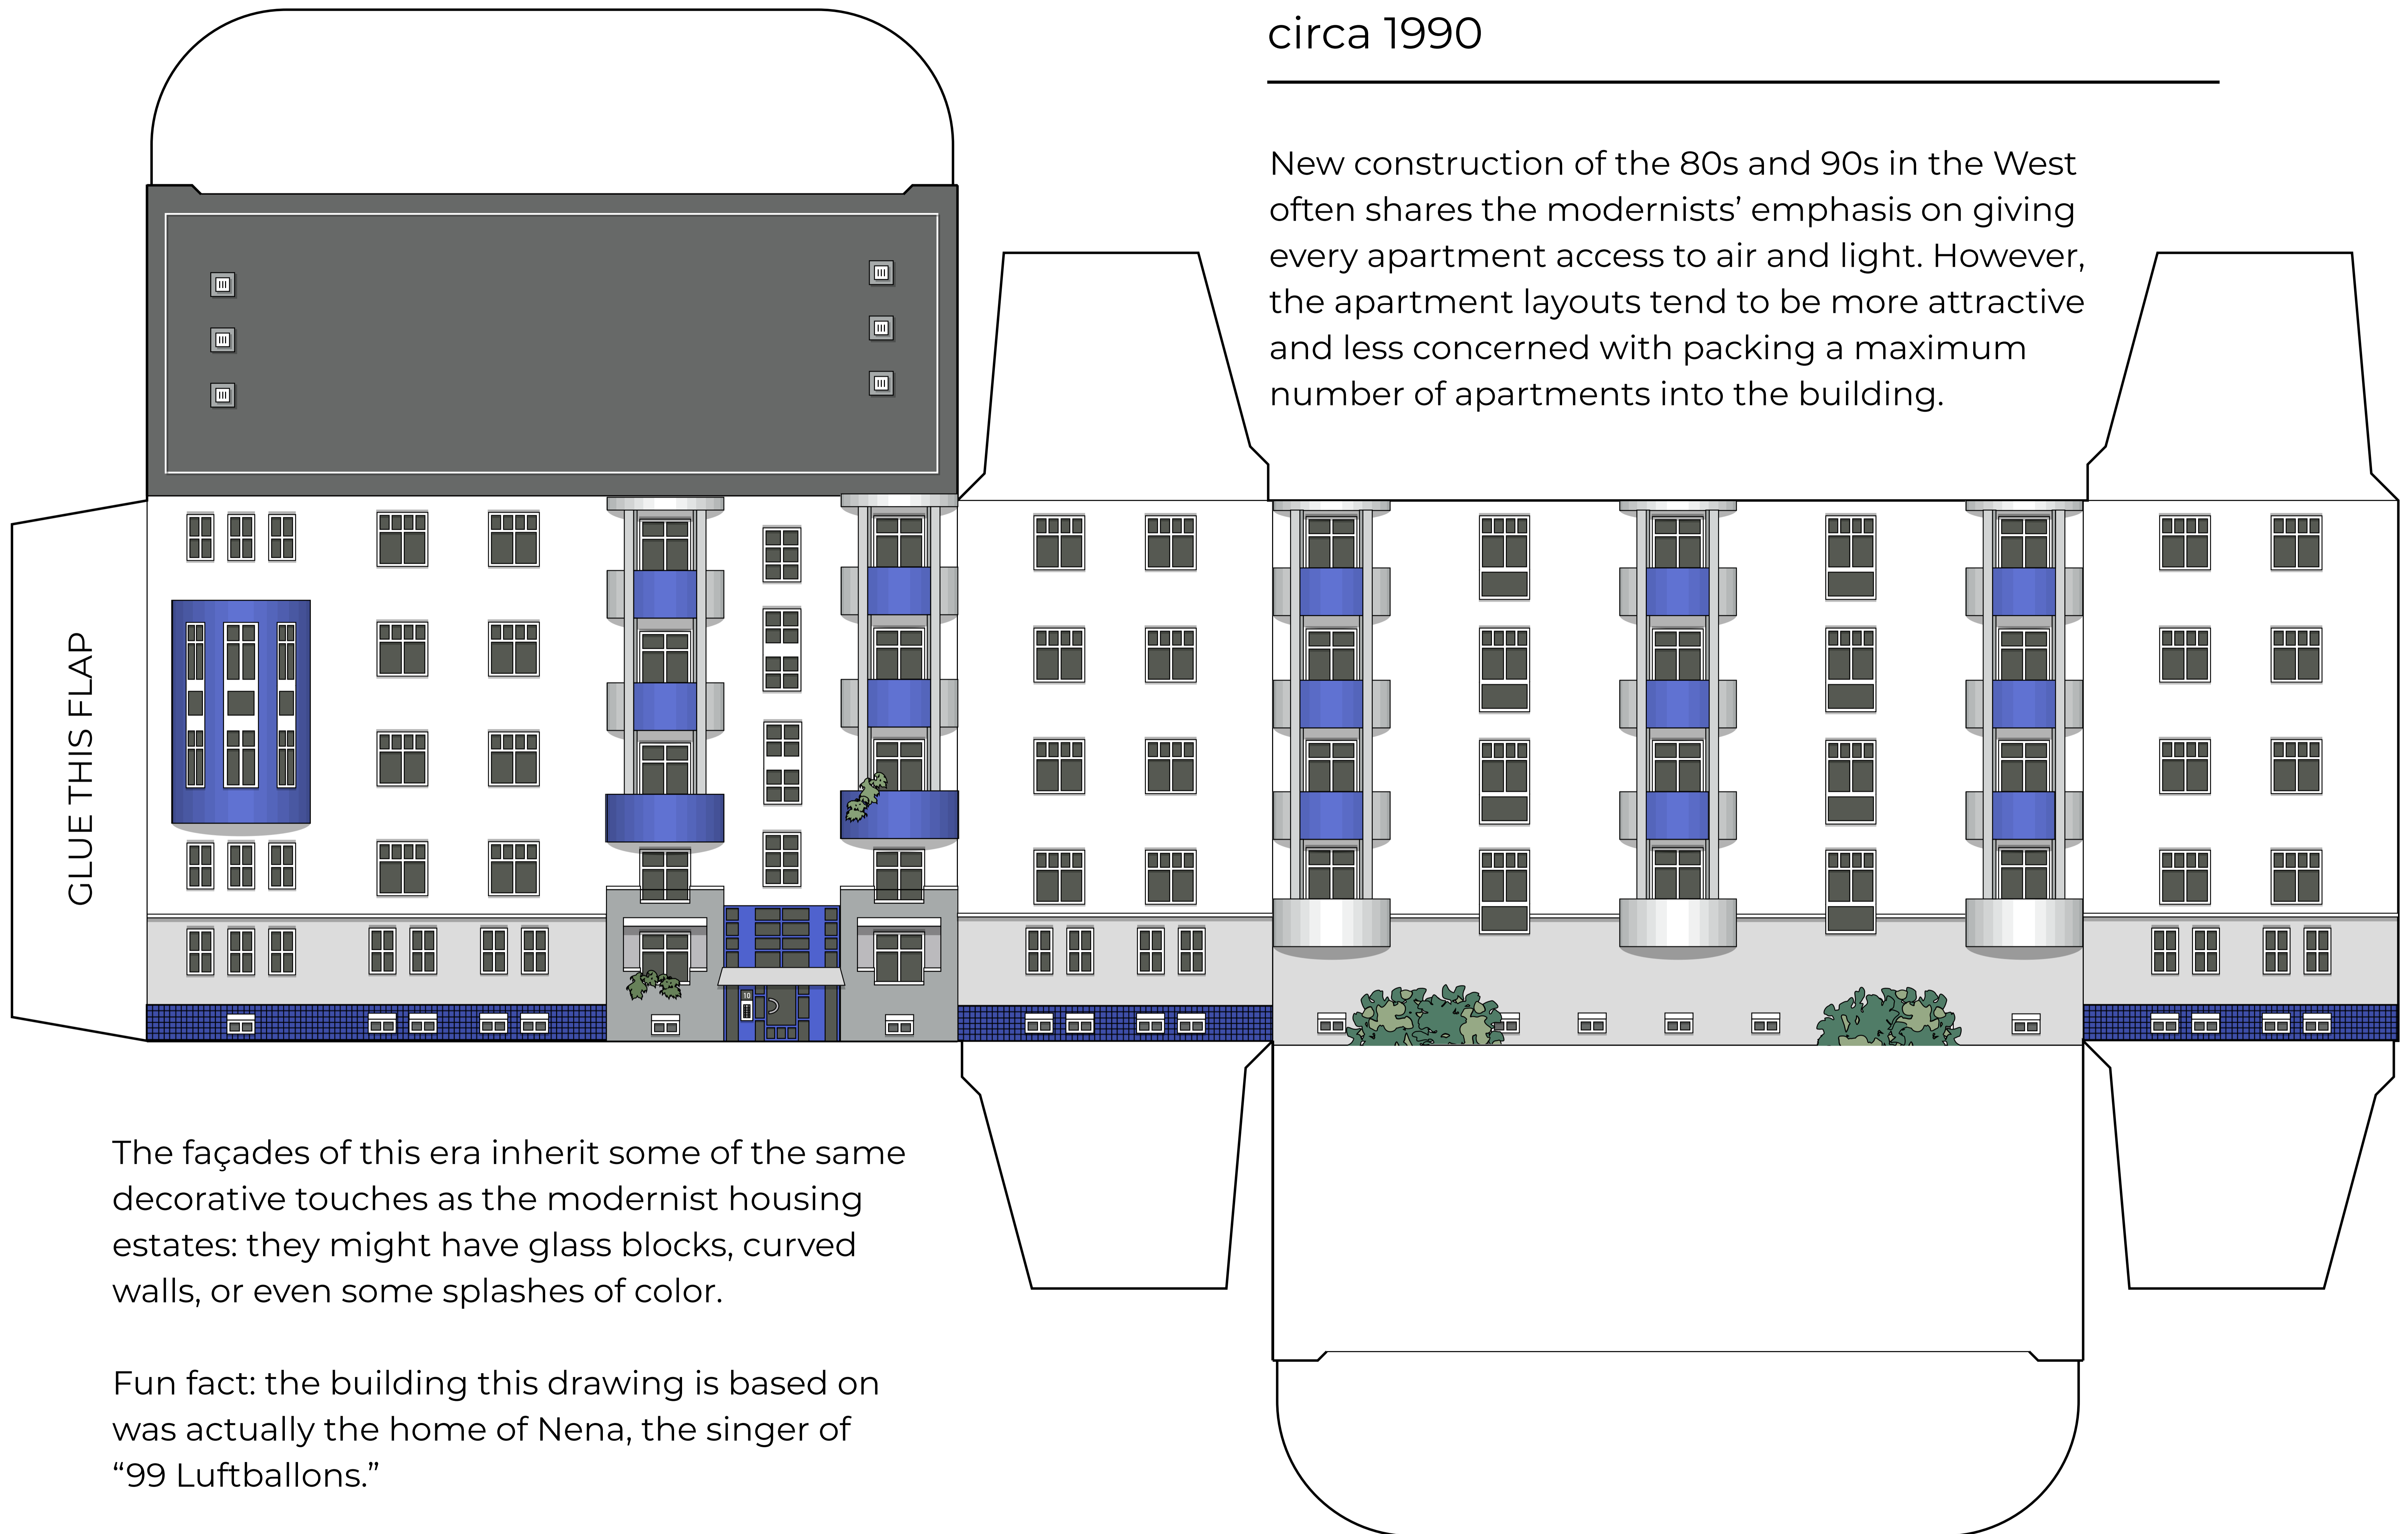 circa 1990
New construction of the 80s and 90s in the West
often shares the modernists’ emphasis on giving
every apartment access to air and light. However,
the apartment layouts tend to be more attractive
and less concerned with packing a maximum
number of apartments into the building.
GLUE THIS FLAP
10
The façades of this era inherit some of the same
decorative touches as the modernist housing
estates: they might have glass blocks, curved
walls, or even some splashes of color.
Fun fact: the building this drawing is based on
was actually the home of Nena, the singer of
“99 Luftballons.”